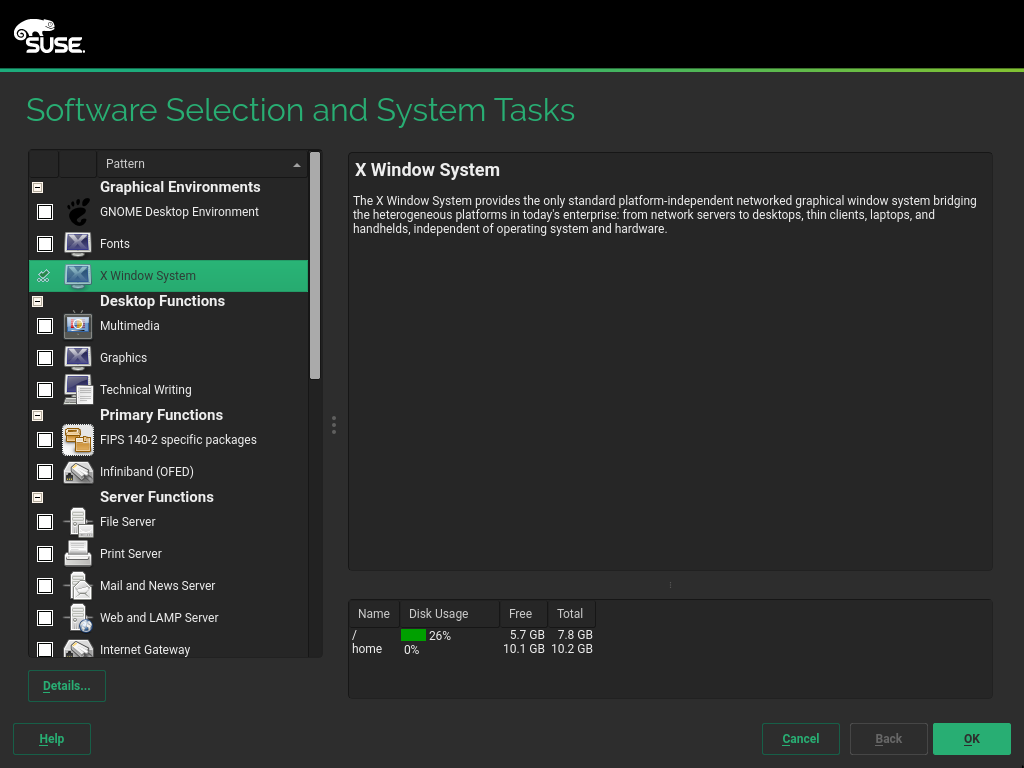 SUSE.
Software Selection and System Tasks
Pattern
Graphical Environments
GNOME Desktop Environment
Fonts
X Window System
Desktop Functions
Multimedia
Graphics
Technical Writing
Primary Functions
FIPS 140-2 specific packages
Infiniband (OFED)
Server Functions
File Server
Print Server
Mail and News Server
Web and LAMP Server
Internet Gateway
Details...
X Window System
The X Window System provides the only standard platform-independent networked graphical window system bridging
the heterogeneous platforms in today's enterprise: from network servers to desktops, thin clients, laptops, and
handhelds, independent of operating system and hardware.
Name Disk Usage Free Total
/ 26% 5.7 GB 7.8 GB
home 0% 10.1 GB 10.2 GB
Help Cancel Back OK